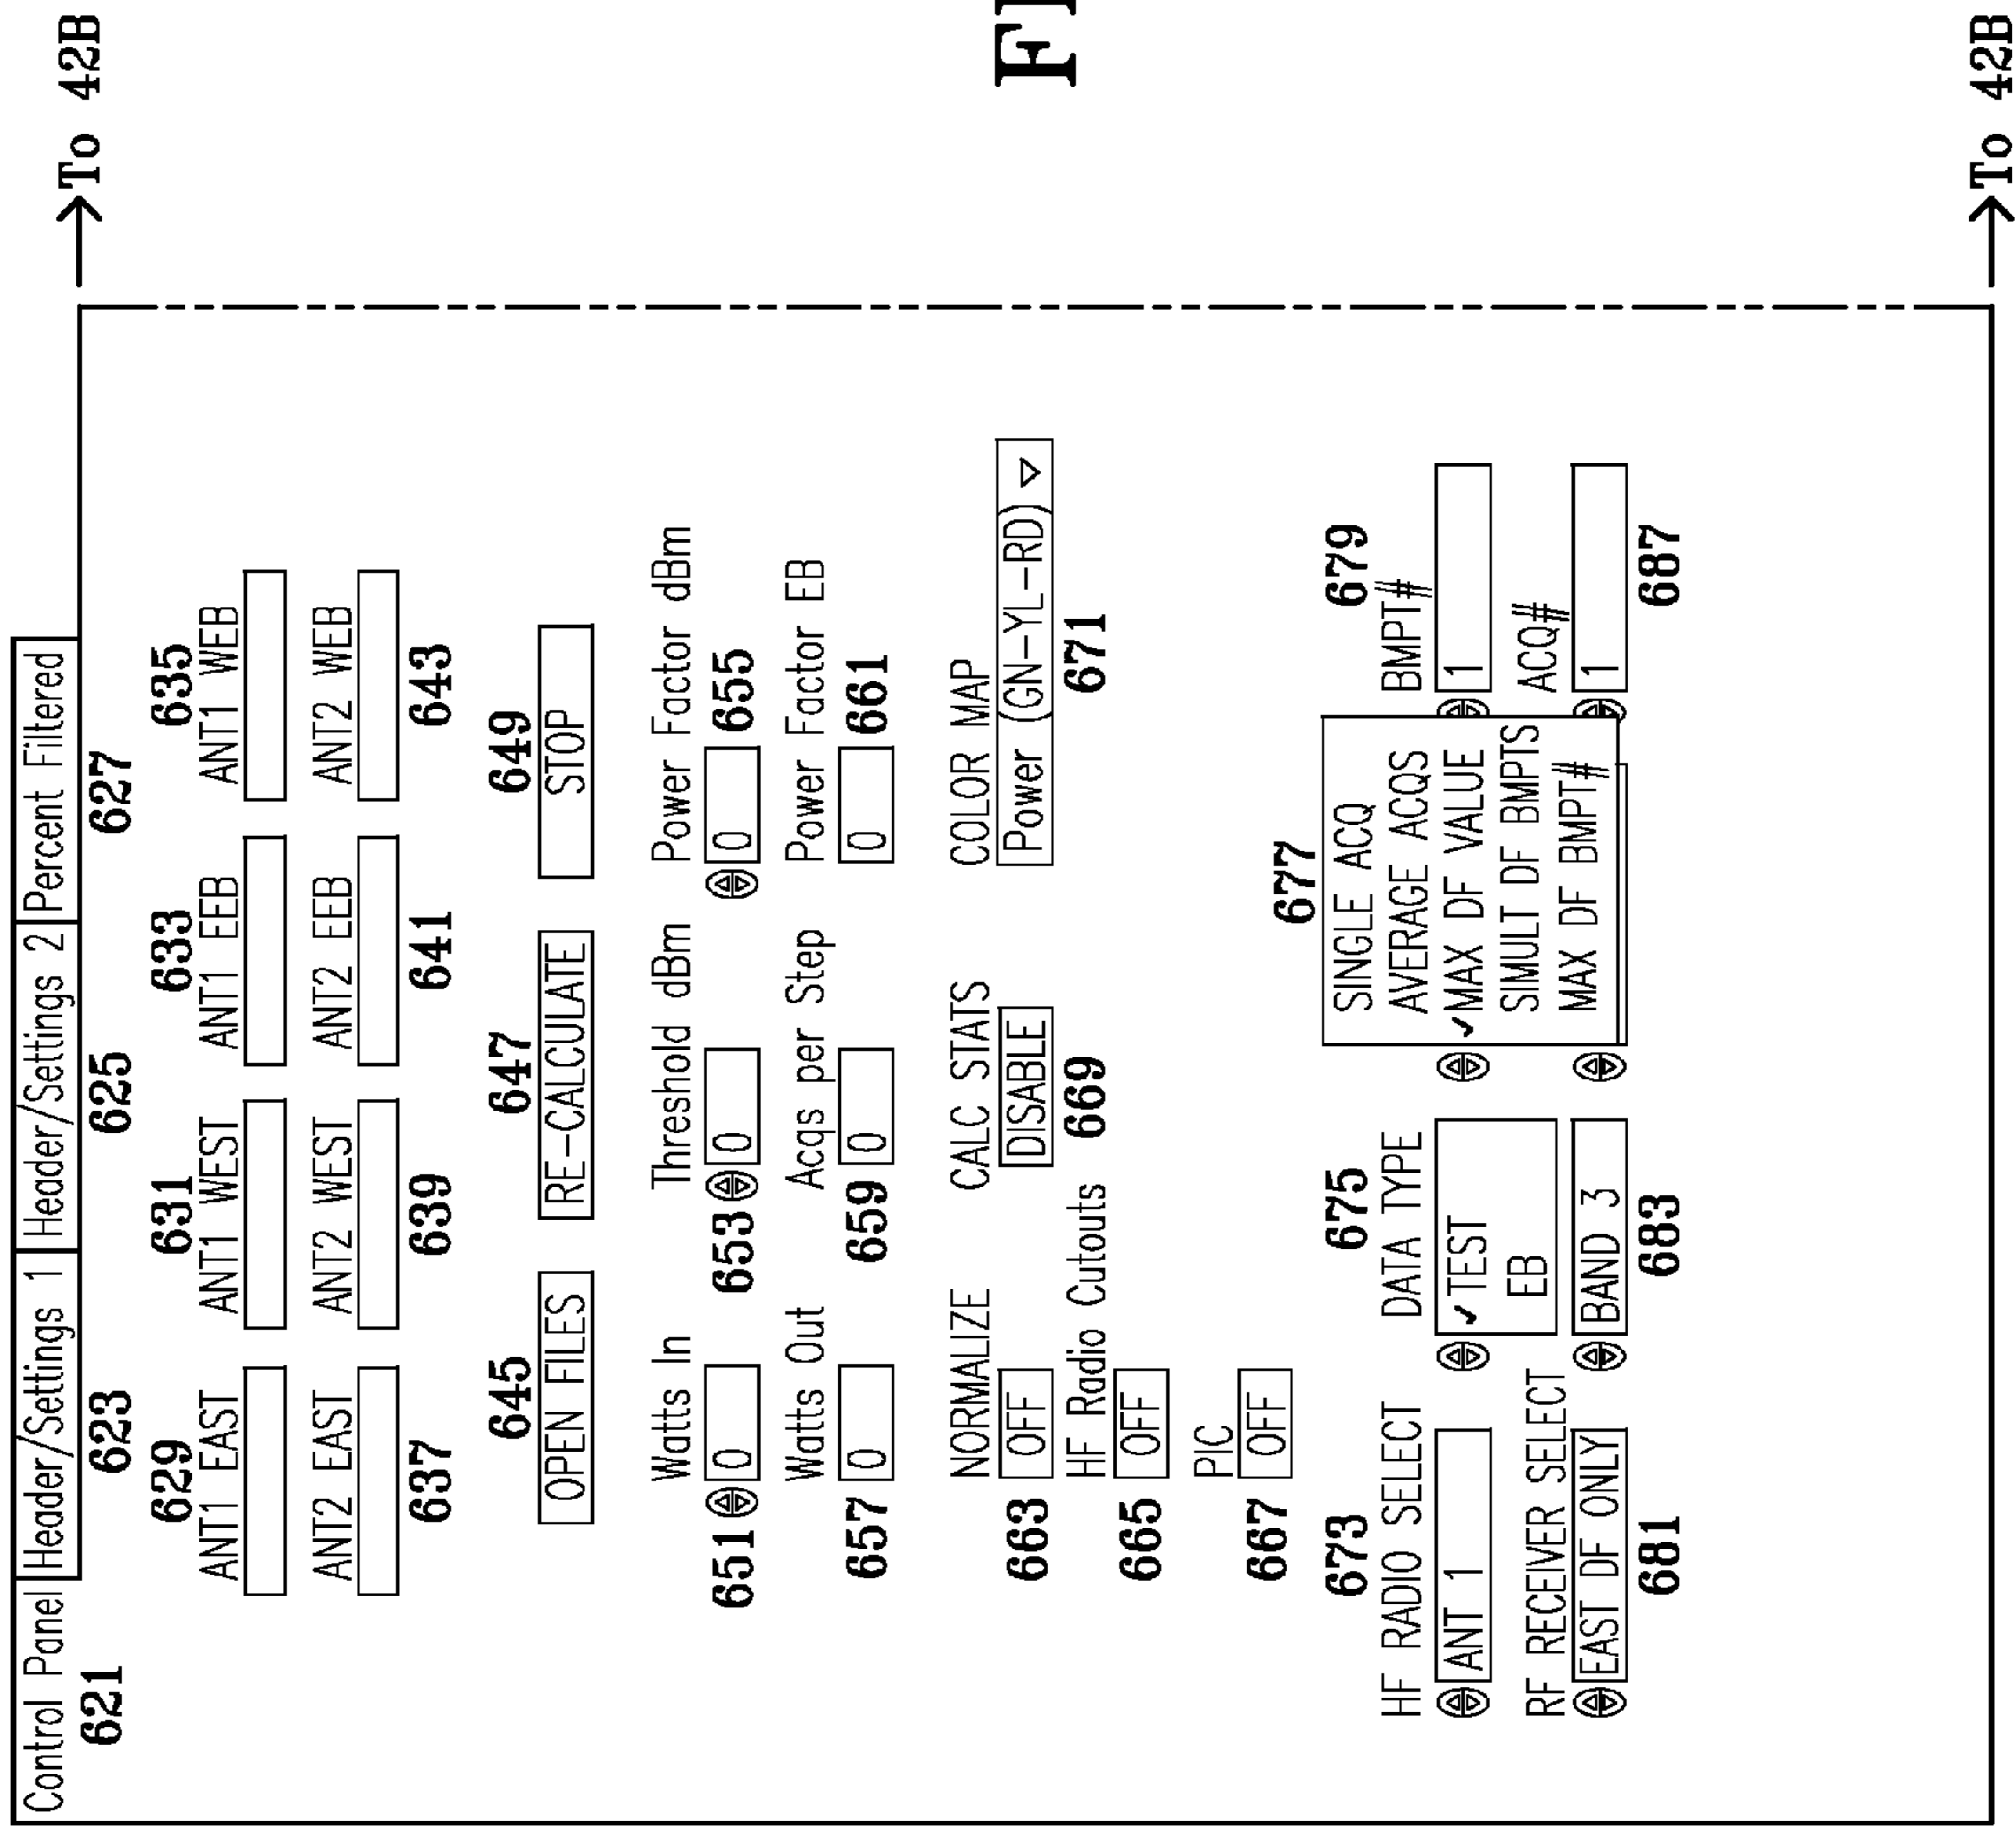 Control Panel Header/Settings 1 Header/Settings 2 Percent Filtered
To 42B
621 623 625 627
629 631 633 635
ANT1 EAST ANT1 WEST ANT1 EEB ANT1 WEB
ANT2 EAST ANT2 WEST ANT2 EEB ANT2 WEB
637 639 641 643
645 647 649
OPEN FILES RE-CALCULATE STOP
Watts In Threshold dBm Power Factor dBm
651 0 653 0 0 655
Watts Out Acqs per Step Power Factor EB
657 0 659 0 0 661
NORMALIZE CALC STATS COLOR MAP
663 OFF DISABLE Power (GN-YL-RD)
HF Radio Cutouts 669 671
665 OFF
PIC
667 OFF
673 675 677 679
HF RADIO SELECT DATA TYPE SINGLE ACQ BMPT#
ANT 1 ✓TEST AVERAGE ACQS 1
EB ✓MAX DF VALUE
RF RECEIVER SELECT SIMULT DF BMPTS ACQ#
EAST DF ONLY BAND 3 MAX DF BMPT# 1
681 683 687
To 42B